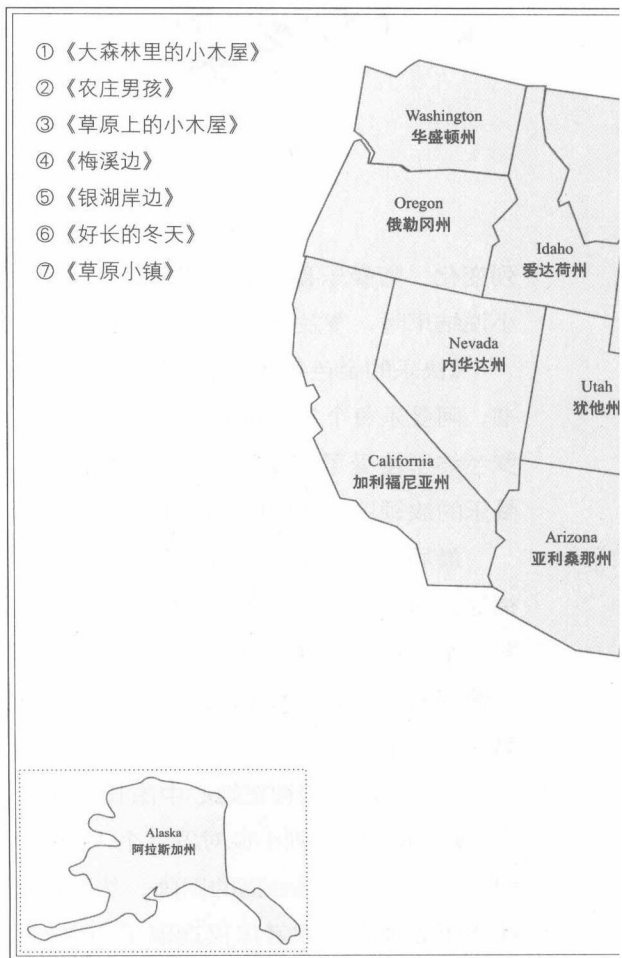 ①《大森林里的小木屋》
②《农庄男孩》
③《草原上的小木屋》
④《梅溪边》
⑤《银湖岸边》
⑥《好长的冬天》
⑦《草原小镇》
Washington
华盛顿州
Oregon
俄勒冈州
Idaho
爱达荷州
Nevada
内华达州
Utah
犹他州
California
加利福尼亚州
Arizona
亚利桑那州
Alaska
阿拉斯加州